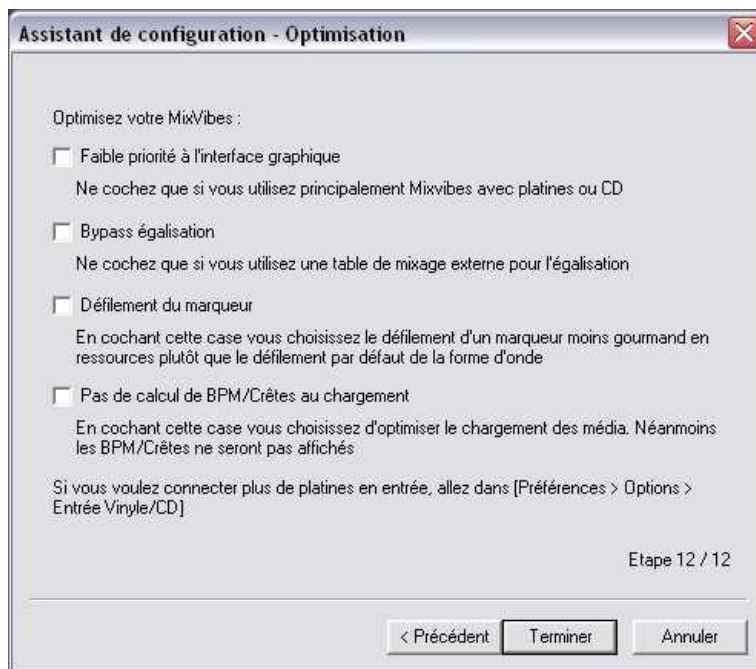 Assistant de configuration - Optimisation
Optimisez votre MixVibes :
Faible priorité à l'interface graphique
Ne cochez que si vous utilisez principalement Mixvibes avec platines ou CD
Bypass égalisation
Ne cochez que si vous utilisez une table de mixage externe pour l'égalisation
Défilement du marqueur
En cochant cette case vous choisissez le défilement d'un marqueur moins gourmand en
ressources plutôt que le défilement par défaut de la forme d'onde
Pas de calcul de BPM/Crêtes au chargement
En cochant cette case vous choisissez d'optimiser le chargement des média. Néanmoins
les BPM/Crêtes ne seront pas affichés
Si vous voulez connecter plus de platines en entrée, allez dans [Préférences > Options >
Entrée Vinyle/CD]
Etape 12 / 12
< Précédent Terminer Annuler